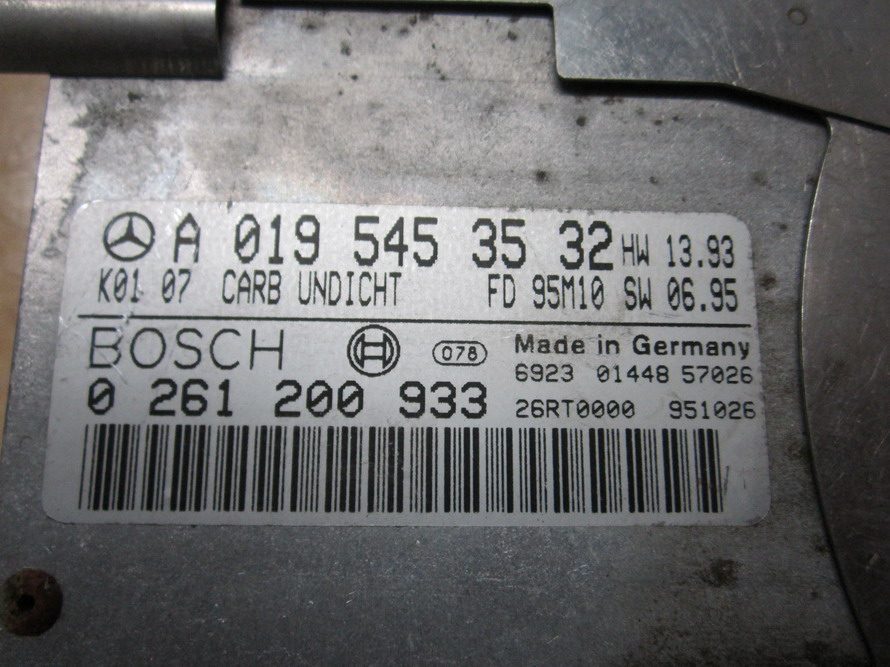 A 019 545 35 32 HW 13.93
K01 07 CARB UNDICHT FD 95M10 SW 06.95
BOSCH 078 Made in Germany
6923 01448 57026
0 261 200 933 26RT0000 951026